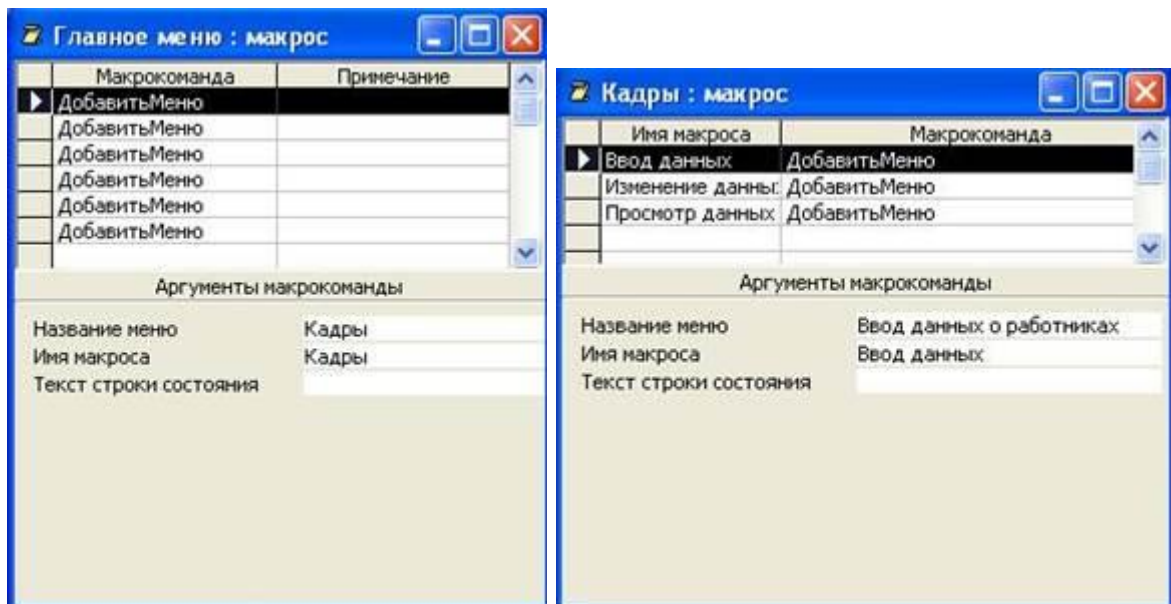 Главное меню : макрос
Макрокоманда Примечание
ДобавитьМеню
ДобавитьМеню
ДобавитьМеню
ДобавитьМеню
ДобавитьМеню
ДобавитьМеню
Аргументы макрокоманды
Название меню Кадры
Имя макроса Кадры
Текст строки состояния
Кадры : макрос
Имя макроса Макрокоманда
Ввод данных ДобавитьМеню
Изменение данны ДобавитьМеню
Просмотр данных ДобавитьМеню
Аргументы макрокоманды
Название меню Ввод данных о работниках
Имя макроса Ввод данных
Текст строки состояния